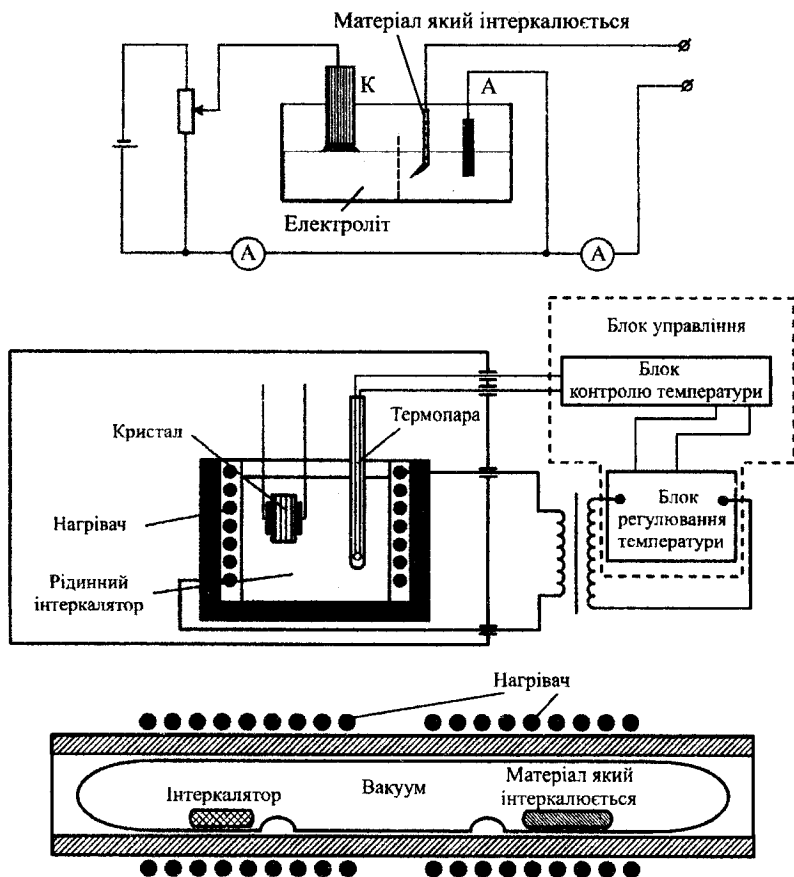 Матеріал який інтеркалюється
К
А
Електроліт
А
А
Блок управління
Блок
контролю температури
Термопара
Кристал
Нагрівач
Рідинний
інтеркалятор
Блок
регулювання
температури
Нагрівач
Інтеркалятор
Вакуум
Матеріал який
інтеркалюється